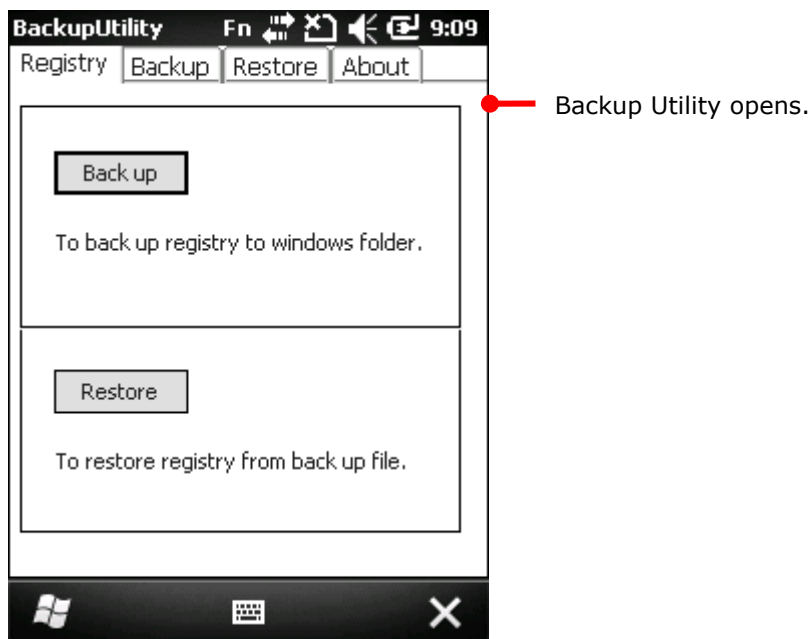 BackupUtility Fn 9:09
Registry Backup Restore About
Backup Utility opens.
Back up
To back up registry to windows folder.
Restore
To restore registry from back up file.